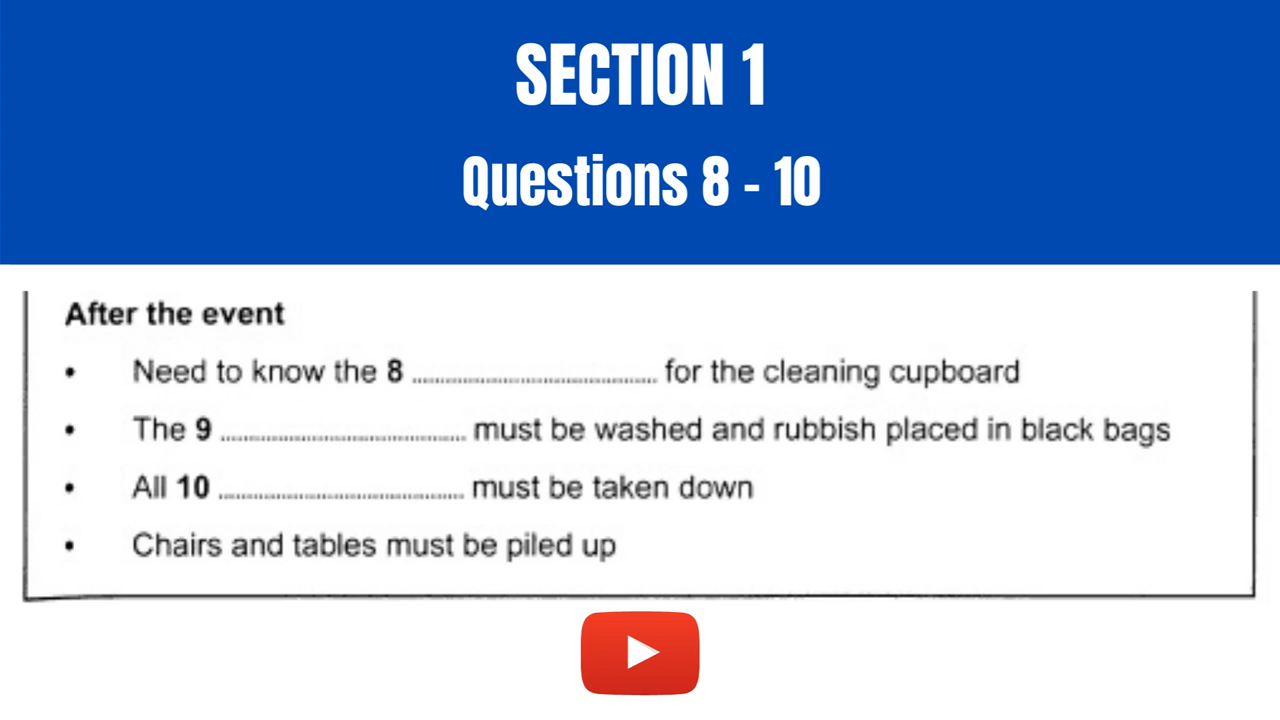 SECTION 1
Questions 8 - 10
After the event
• Need to know the 8 ........................................ for the cleaning cupboard
• The 9 ........................................ must be washed and rubbish placed in black bags
• All 10 ........................................ must be taken down
• Chairs and tables must be piled up